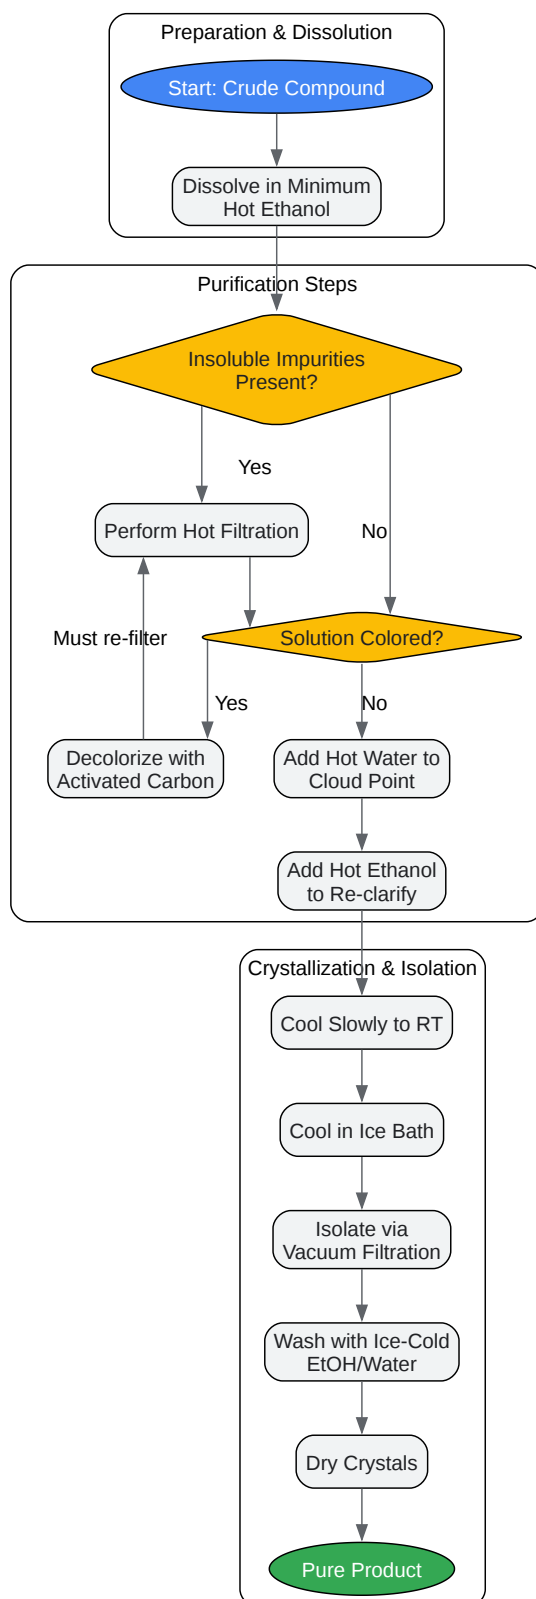 Preparation & Dissolution
Start: Crude Compound
Dissolve in Minimum
Hot Ethanol
Purification Steps
Insoluble Impurities
Present?
Yes
Perform Hot Filtration
No
Must re-filter
Solution Colored?
Yes
No
Decolorize with
Activated Carbon
Add Hot Water to
Cloud Point
Add Hot Ethanol
to Re-clarify
Crystallization & Isolation
Cool Slowly to RT
Cool in Ice Bath
Isolate via
Vacuum Filtration
Wash with Ice-Cold
EtOH/Water
Dry Crystals
Pure Product